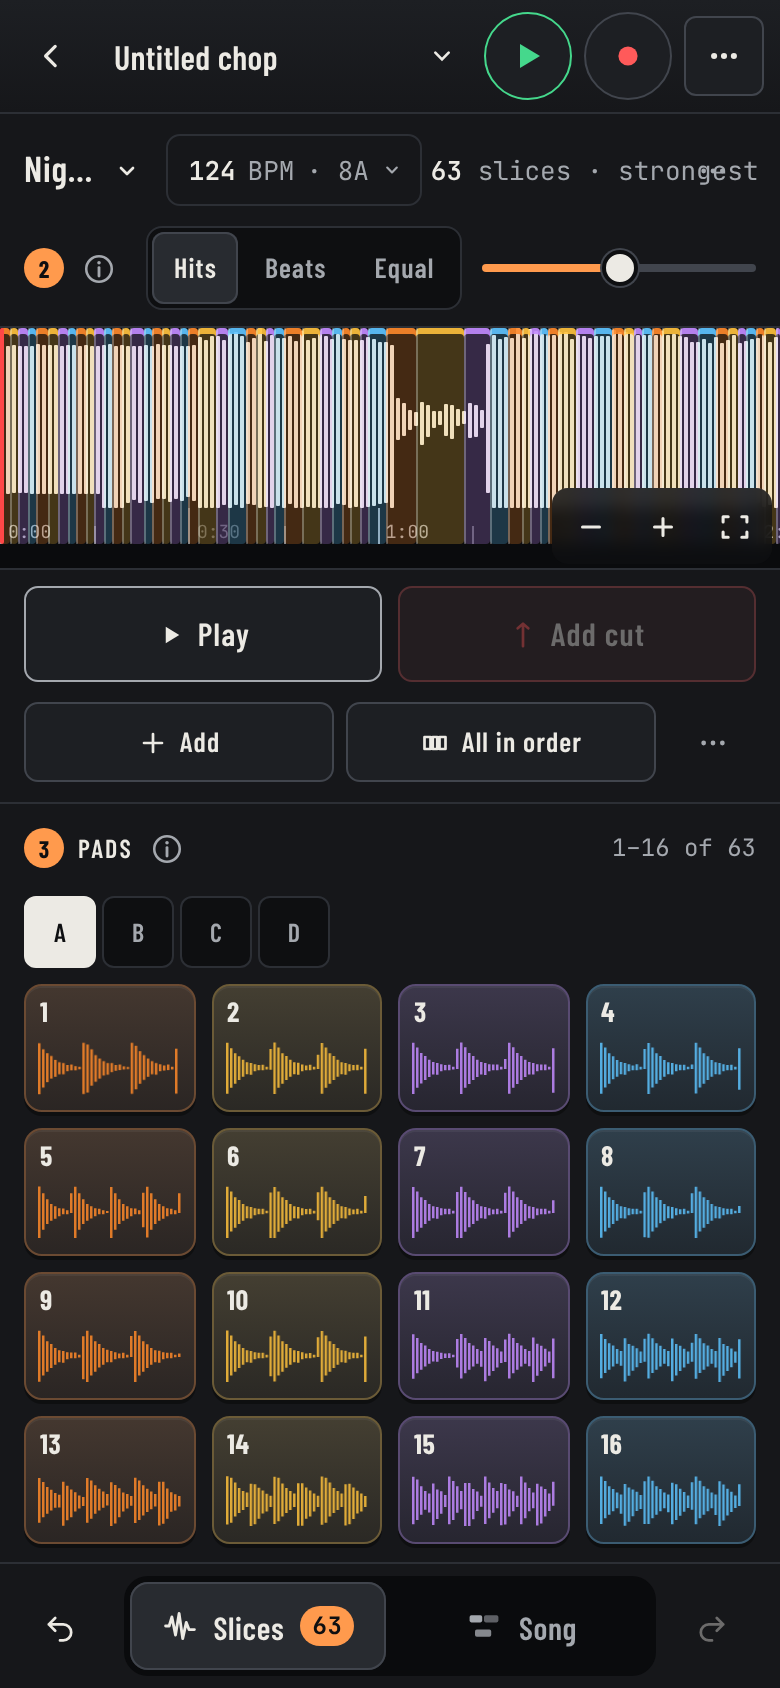 Untitled chop
Nig... 124 BPM · 8A 63 slices · strongest
2 Hits Beats Equal
0:00 0:30 1:00
Play Add cut
Add All in order
3 PADS 1–16 of 63
A B C D
1 2 3 4
5 6 7 8
9 10 11 12
13 14 15 16
Slices 63 Song